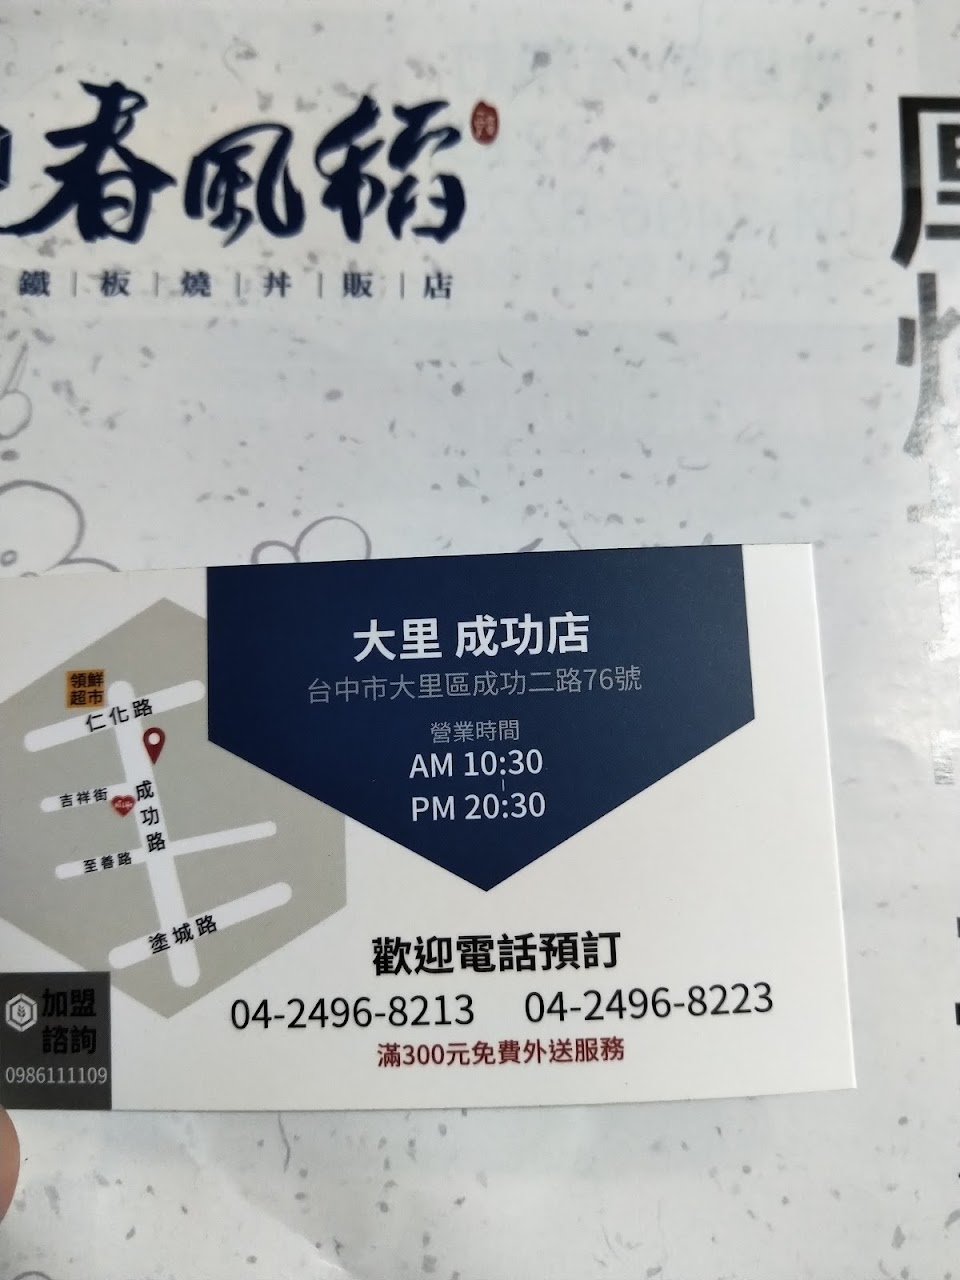 春風稻
鐵|板|燒|丼|販|店
大里 成功店
台中市大里區成功二路76號
營業時間
AM 10:30
|
PM 20:30
領鮮
超市
仁化路
吉祥街
成功路
至善路
塗城路
歡迎電話預訂
04-2496-8213 04-2496-8223
滿300元免費外送服務
加盟
諮詢
0986111109